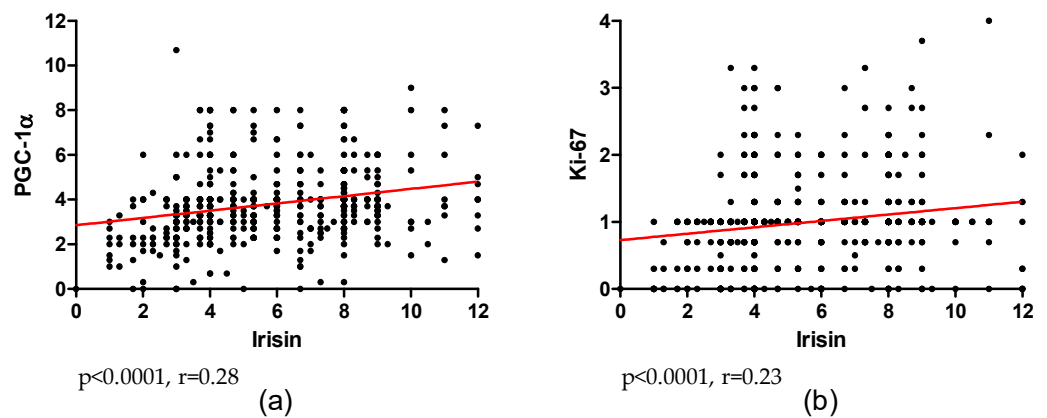 PGC-1α
12
10
8
6
4
2
0
0 2 4 6 8 10 12
Irisin
p<0.0001, r=0.28
(a)
Ki-67
4
3
2
1
0
0 2 4 6 8 10 12
Irisin
p<0.0001, r=0.23
(b)